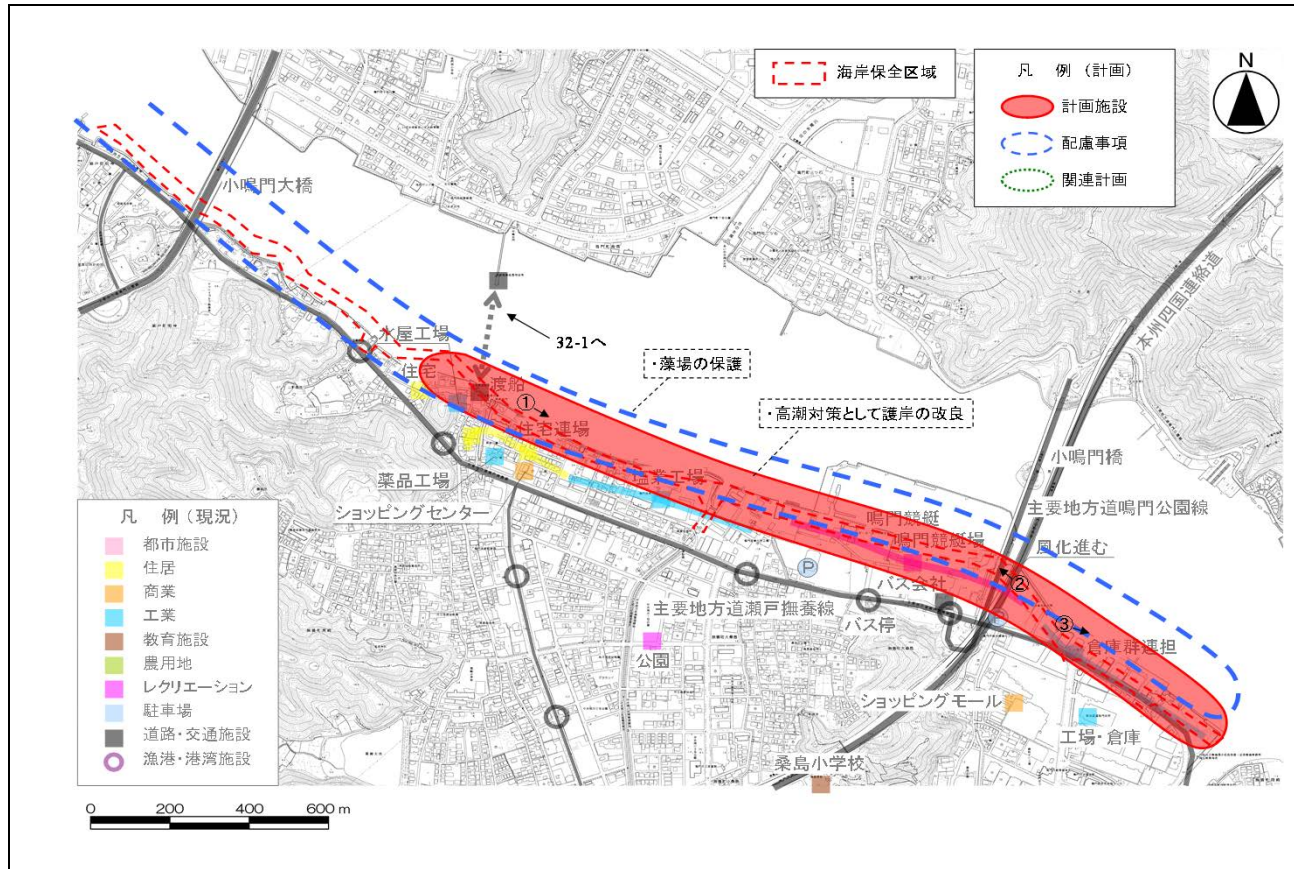 海岸保全区域
凡 例 (計画)
計画施設
配慮事項
関連計画
N
小鳴門大橋
本州四国連絡道
32-1へ
氷屋工場
住宅
渡船
・藻場の保護
①
住宅連場
・高潮対策として護岸の改良
塩業工場
薬品工場
ショッピングセンター
小鳴門橋
主要地方道鳴門公園線
鳴門競艇
鳴門競艇場
風化進む
P
バス会社
②
主要地方道瀬戸撫養線
バス停
③
倉庫群連担
公園
ショッピングモール
工場・倉庫
桑島小学校
凡 例 (現況)
都市施設
住居
商業
工業
教育施設
農用地
レクリエーション
駐車場
道路・交通施設
漁港・港湾施設
0 200 400 600 m